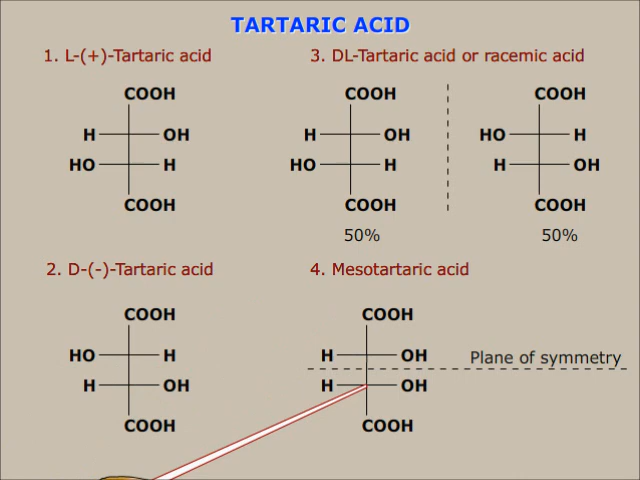 TARTARIC ACID
1. L-(+)-Tartaric acid
COOH
H OH
HO H
COOH
3. DL-Tartaric acid or racemic acid
COOH COOH
H OH HO H
HO H H OH
COOH COOH
50% 50%
2. D-(-)-Tartaric acid
COOH
HO H
H OH
COOH
4. Mesotartaric acid
COOH
H OH
Plane of symmetry
H OH
COOH